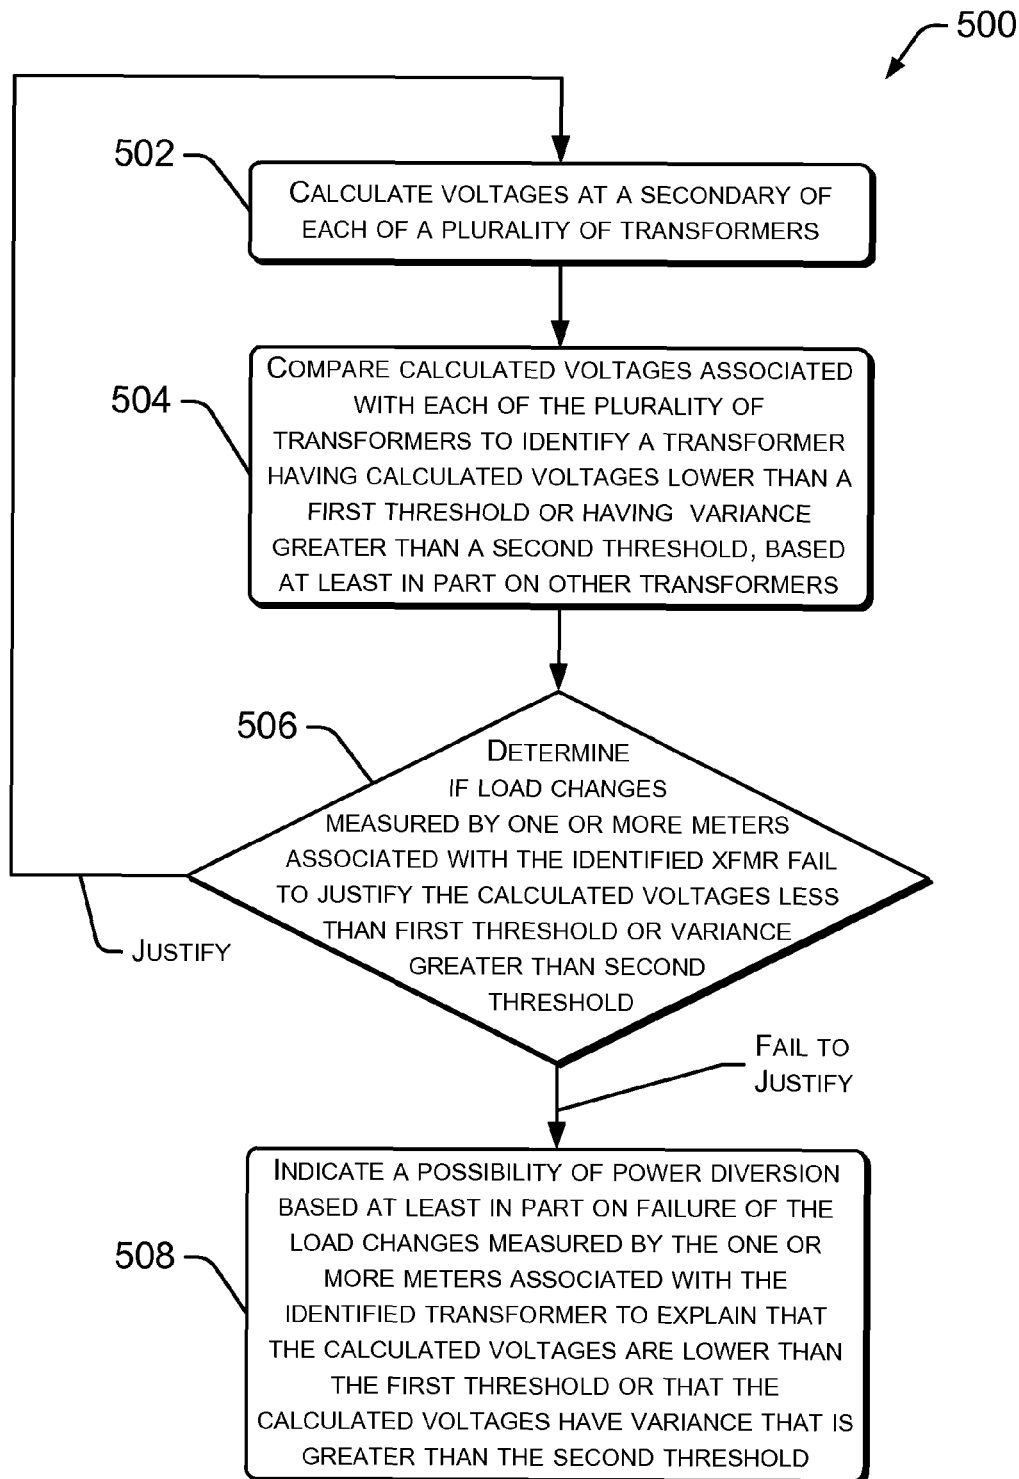 500
502
CALCULATE VOLTAGES AT A SECONDARY OF
EACH OF A PLURALITY OF TRANSFORMERS
504
COMPARE CALCULATED VOLTAGES ASSOCIATED
WITH EACH OF THE PLURALITY OF
TRANSFORMERS TO IDENTIFY A TRANSFORMER
HAVING CALCULATED VOLTAGES LOWER THAN A
FIRST THRESHOLD OR HAVING VARIANCE
GREATER THAN A SECOND THRESHOLD, BASED
AT LEAST IN PART ON OTHER TRANSFORMERS
506
DETERMINE
IF LOAD CHANGES
MEASURED BY ONE OR MORE METERS
ASSOCIATED WITH THE IDENTIFIED XFMR FAIL
TO JUSTIFY THE CALCULATED VOLTAGES LESS
THAN FIRST THRESHOLD OR VARIANCE
GREATER THAN SECOND
THRESHOLD
JUSTIFY
FAIL TO
JUSTIFY
508
INDICATE A POSSIBILITY OF POWER DIVERSION
BASED AT LEAST IN PART ON FAILURE OF THE
LOAD CHANGES MEASURED BY THE ONE OR
MORE METERS ASSOCIATED WITH THE
IDENTIFIED TRANSFORMER TO EXPLAIN THAT
THE CALCULATED VOLTAGES ARE LOWER THAN
THE FIRST THRESHOLD OR THAT THE
CALCULATED VOLTAGES HAVE VARIANCE THAT IS
GREATER THAN THE SECOND THRESHOLD